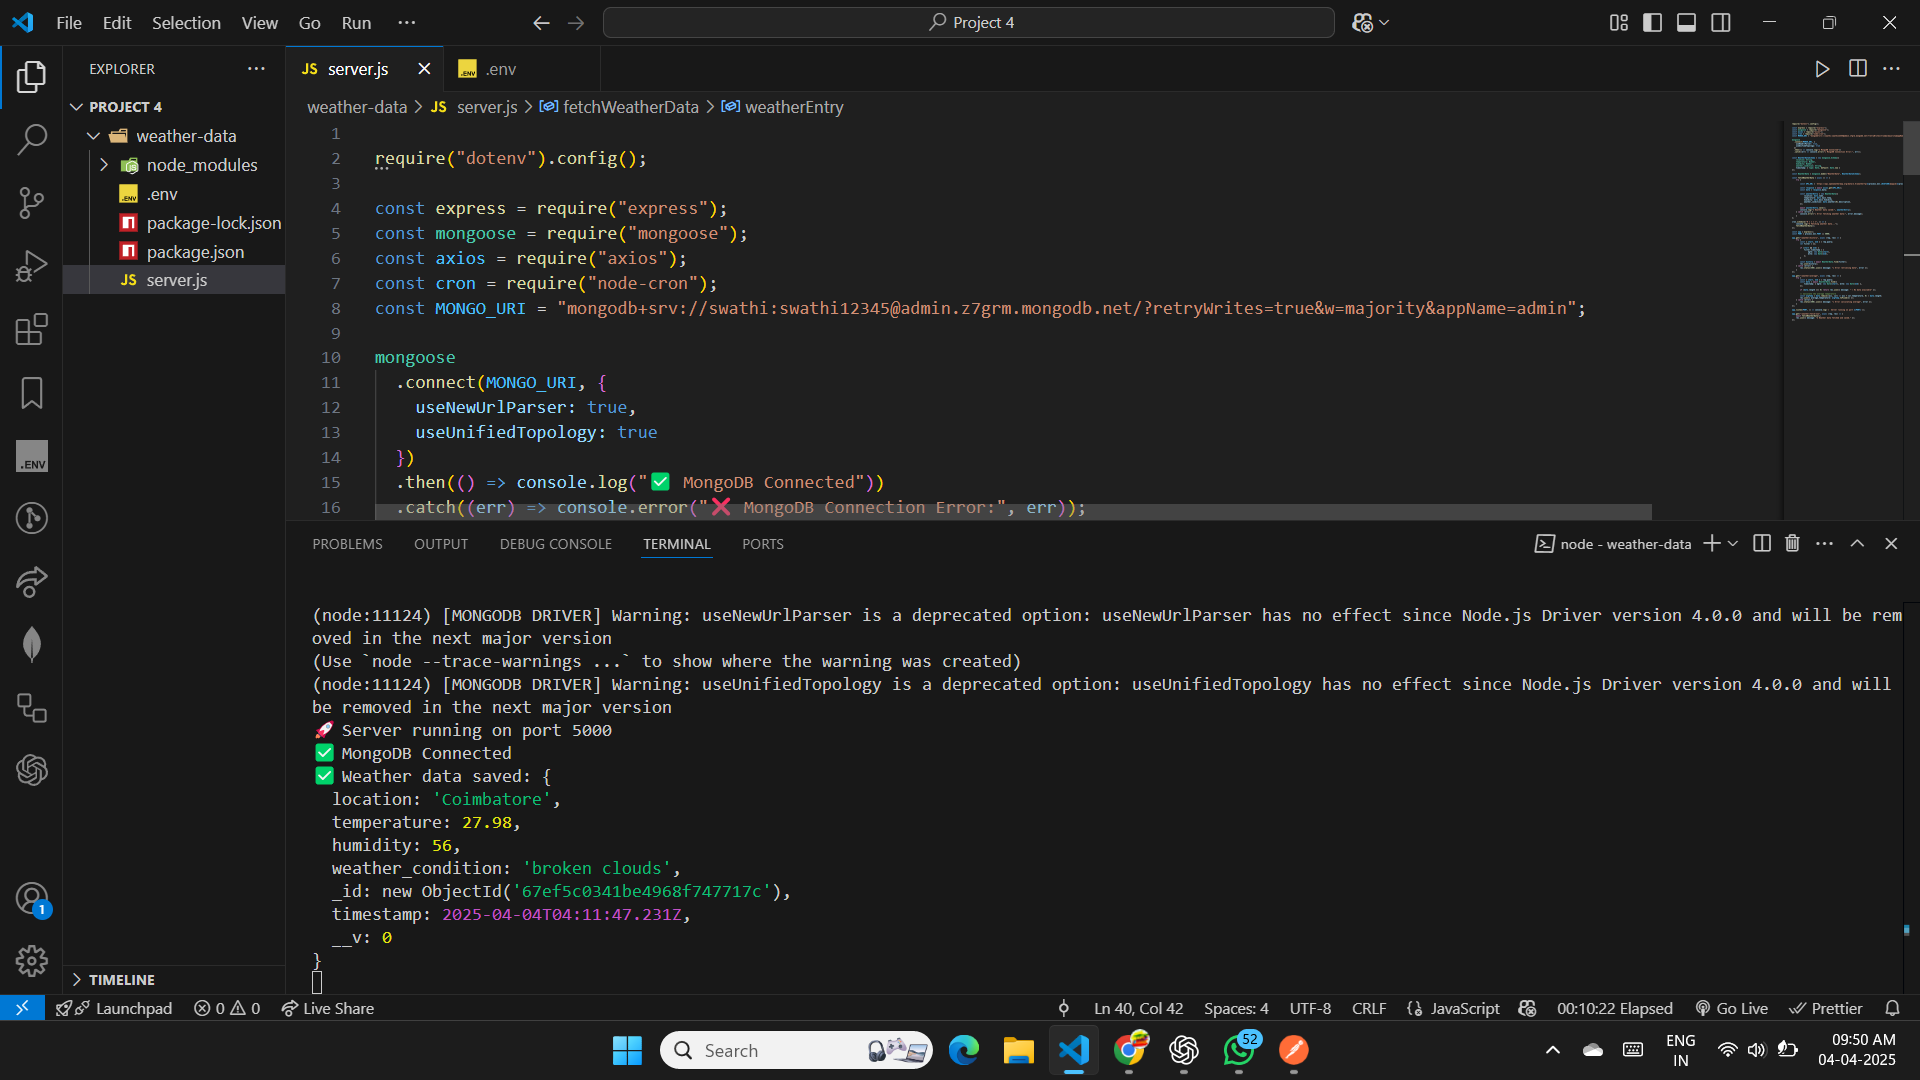 File Edit Selection View Go Run ···
Project 4
EXPLORER ···
PROJECT 4
weather-data
node_modules
.env
package-lock.json
package.json
JS server.js
TIMELINE
JS server.js
.ENV .env
weather-data > JS server.js > fetchWeatherData > weatherEntry
1
2 require("dotenv").config();
3
4 const express = require("express");
5 const mongoose = require("mongoose");
6 const axios = require("axios");
7 const cron = require("node-cron");
8 const MONGO_URI = "mongodb+srv://swathi:swathi12345@admin.z7grm.mongodb.net/?retryWrites=true&w=majority&appName=admin";
9
10 mongoose
11 .connect(MONGO_URI, {
12 useNewUrlParser: true,
13 useUnifiedTopology: true
14 })
15 .then(() => console.log("✅ MongoDB Connected"))
16 .catch((err) => console.error("❌ MongoDB Connection Error:", err));
PROBLEMS OUTPUT DEBUG CONSOLE TERMINAL PORTS
node - weather-data
(node:11124) [MONGODB DRIVER] Warning: useNewUrlParser is a deprecated option: useNewUrlParser has no effect since Node.js Driver version 4.0.0 and will be rem
oved in the next major version
(Use `node --trace-warnings ...` to show where the warning was created)
(node:11124) [MONGODB DRIVER] Warning: useUnifiedTopology is a deprecated option: useUnifiedTopology has no effect since Node.js Driver version 4.0.0 and will
be removed in the next major version
🚀 Server running on port 5000
✅ MongoDB Connected
✅ Weather data saved: {
location: 'Coimbatore',
temperature: 27.98,
humidity: 56,
weather_condition: 'broken clouds',
_id: new ObjectId('67ef5c0341be4968f747717c'),
timestamp: 2025-04-04T04:11:47.231Z,
__v: 0
}
.ENV
1
Launchpad 0 0 Live Share
Ln 40, Col 42 Spaces: 4 UTF-8 CRLF {} JavaScript 00:10:22 Elapsed Go Live Prettier
Search
52
ENG
IN
09:50 AM
04-04-2025